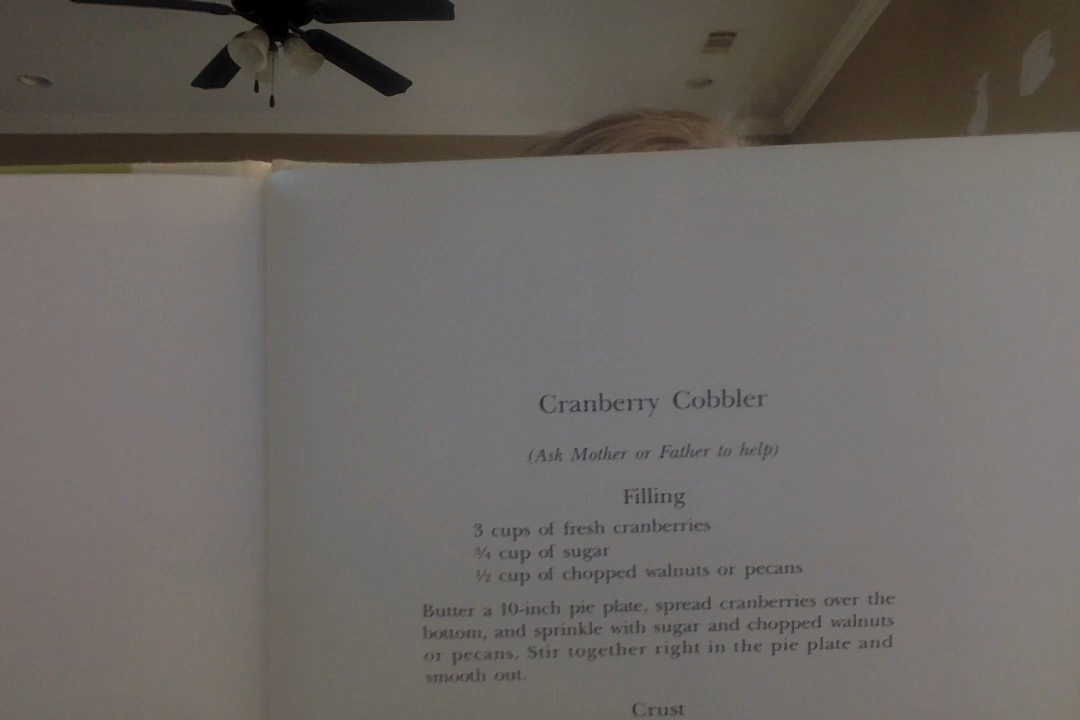 Cranberry Cobbler
(Ask Mother or Father to help)
Filling
3 cups of fresh cranberries
¾ cup of sugar
½ cup of chopped walnuts or pecans
Butter a 10-inch pie plate, spread cranberries over the
bottom, and sprinkle with sugar and chopped walnuts
or pecans. Stir together right in the pie plate and
smooth out.
Crust